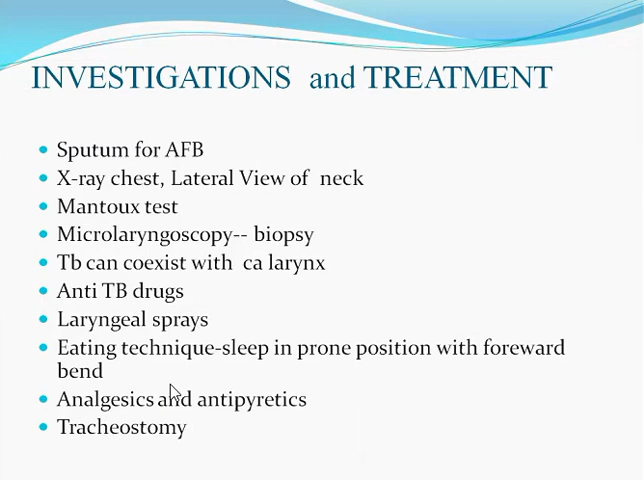 INVESTIGATIONS and TREATMENT
Sputum for AFB
X-ray chest, Lateral View of neck
Mantoux test
Microlaryngoscopy-- biopsy
Tb can coexist with ca larynx
Anti TB drugs
Laryngeal sprays
Eating technique-sleep in prone position with foreward
bend
Analgesics and antipyretics
Tracheostomy